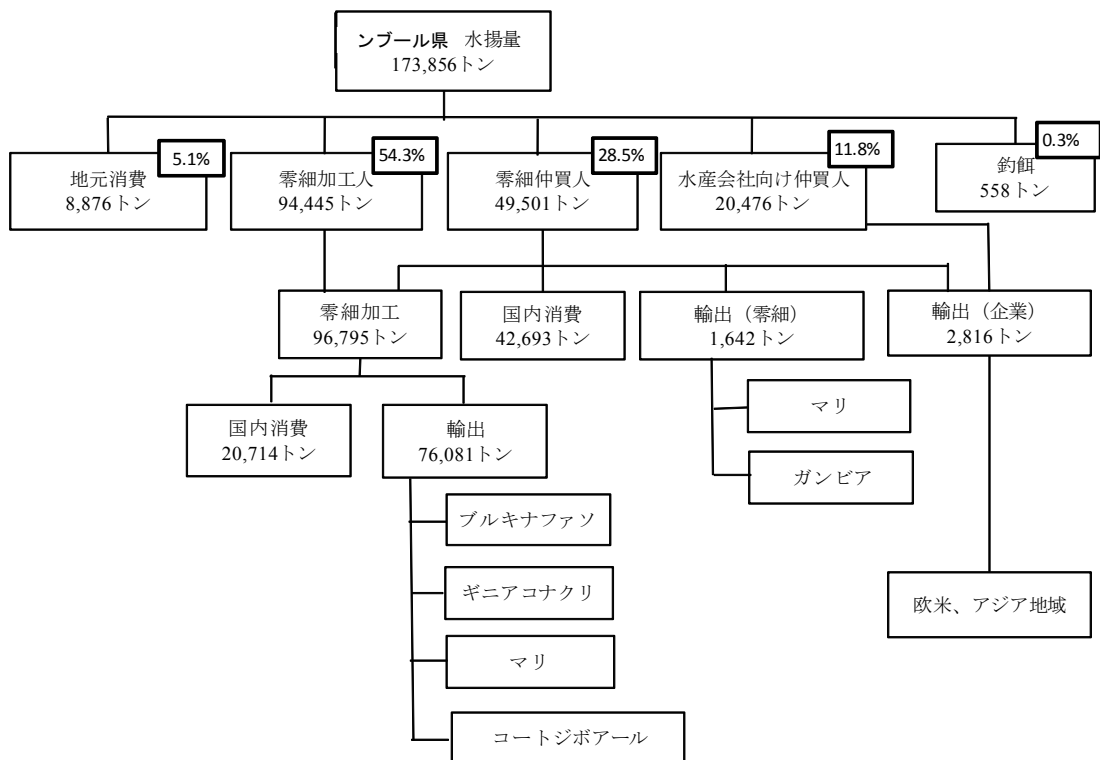 ンブール県 水揚量
173,856トン
5.1%
54.3%
28.5%
11.8%
0.3%
地元消費
8,876トン
零細加工人
94,445トン
零細仲買人
49,501トン
水産会社向け仲買人
20,476トン
釣餌
558トン
零細加工
96,795トン
国内消費
42,693トン
輸出（零細）
1,642トン
輸出（企業）
2,816トン
国内消費
20,714トン
輸出
76,081トン
マリ
ガンビア
ブルキナファソ
ギニアコナクリ
マリ
コートジボアール
欧米、アジア地域